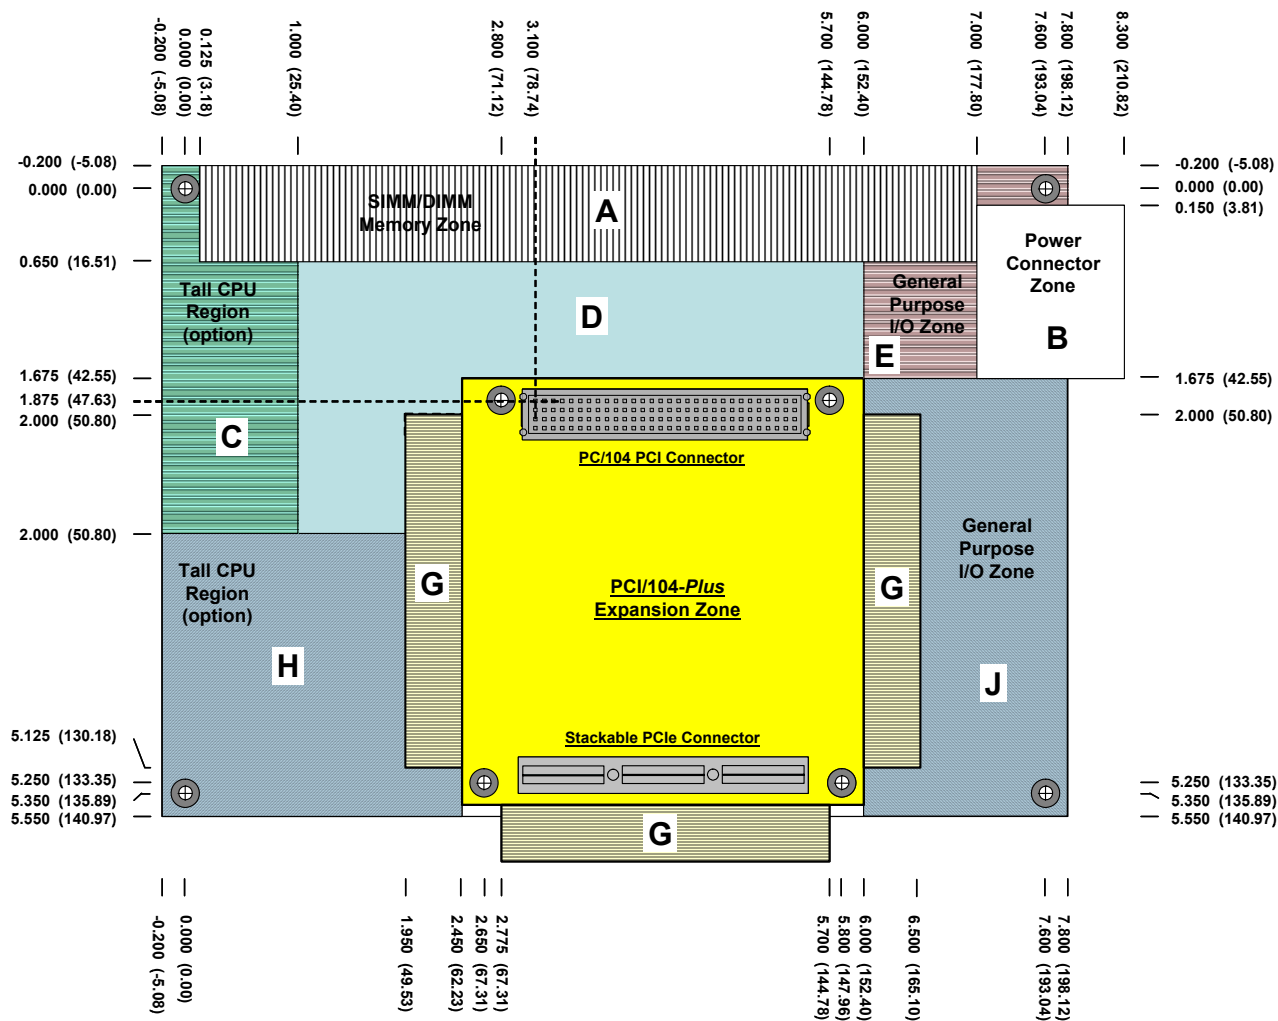 -0.200 (-5.08)
0.000 (0.00)
0.125 (3.18)
1.000 (25.40)
2.800 (71.12)
3.100 (78.74)
5.700 (144.78)
6.000 (152.40)
7.000 (177.80)
7.600 (193.04)
7.800 (198.12)
8.300 (210.82)
-0.200 (-5.08)
0.000 (0.00)
0.650 (16.51)
1.675 (42.55)
1.875 (47.63)
2.000 (50.80)
2.000 (50.80)
5.125 (130.18)
5.250 (133.35)
5.350 (135.89)
5.550 (140.97)
SIMM/DIMM
Memory Zone
A
Tall CPU
Region
(option)
C
D
General
Purpose
I/O Zone
E
Power
Connector
Zone
B
PC/104 PCI Connector
PCI/104-Plus
Expansion Zone
Stackable PCIe Connector
G
G
G
Tall CPU
Region
(option)
H
General
Purpose
I/O Zone
J
-0.200 (-5.08)
0.000 (0.00)
0.150 (3.81)
1.675 (42.55)
2.000 (50.80)
5.250 (133.35)
5.350 (135.89)
5.550 (140.97)
-0.200 (-5.08)
0.000 (0.00)
1.950 (49.53)
2.450 (62.23)
2.650 (67.31)
2.775 (67.31)
5.700 (144.78)
5.800 (147.96)
6.000 (152.40)
6.500 (165.10)
7.600 (193.04)
7.800 (198.12)